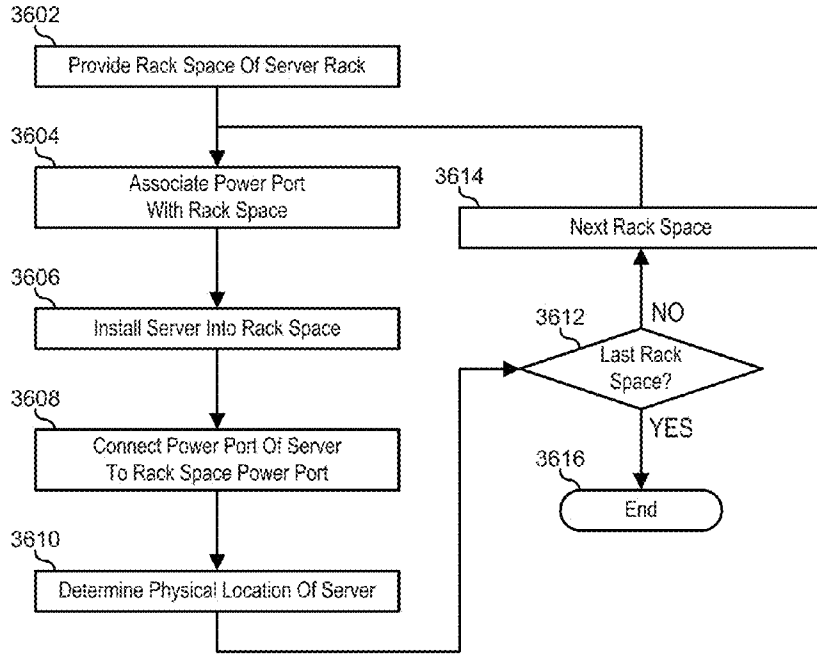 3602
Provide Rack Space Of Server Rack
3604
Associate Power Port
With Rack Space
3606
Install Server Into Rack Space
3608
Connect Power Port Of Server
To Rack Space Power Port
3610
Determine Physical Location Of Server
3614
Next Rack Space
NO
3612
Last Rack
Space?
YES
3616
End